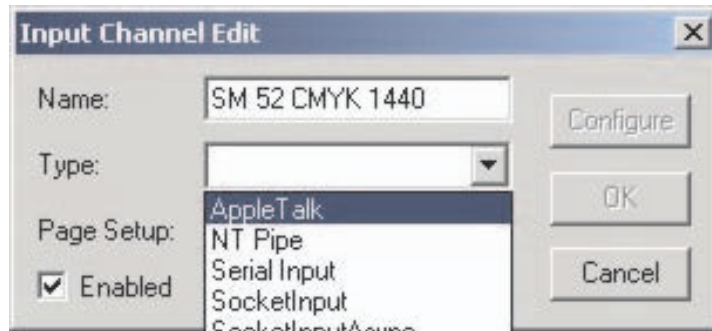 Input Channel Edit
Name: SM 52 CMYK 1440
Configure
Type:
AppleTalk
OK
Page Setup:
NT Pipe
Serial Input
Enabled
Cancel
SocketInput
SocketInputAsync